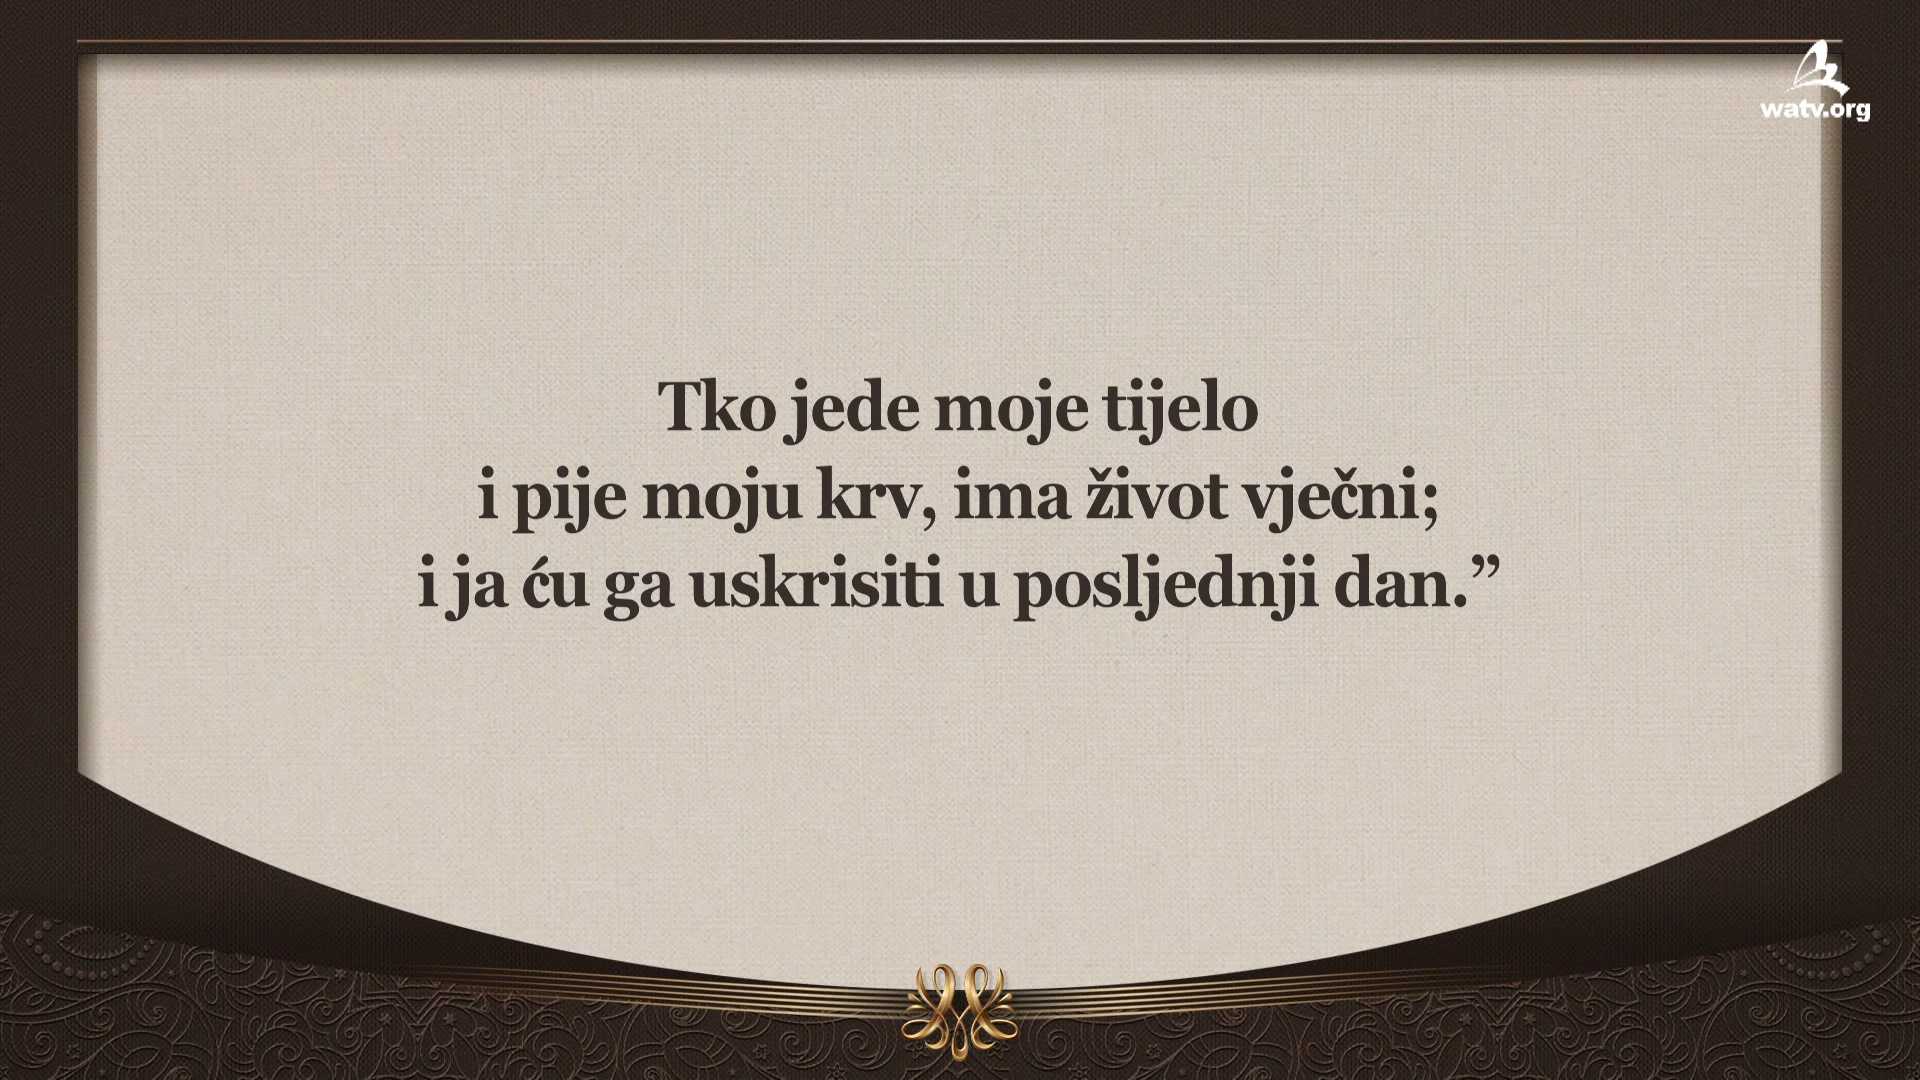 watv.org
Tko jede moje tijelo
i pije moju krv, ima život vječni;
i ja ću ga uskrisiti u posljednji dan.”